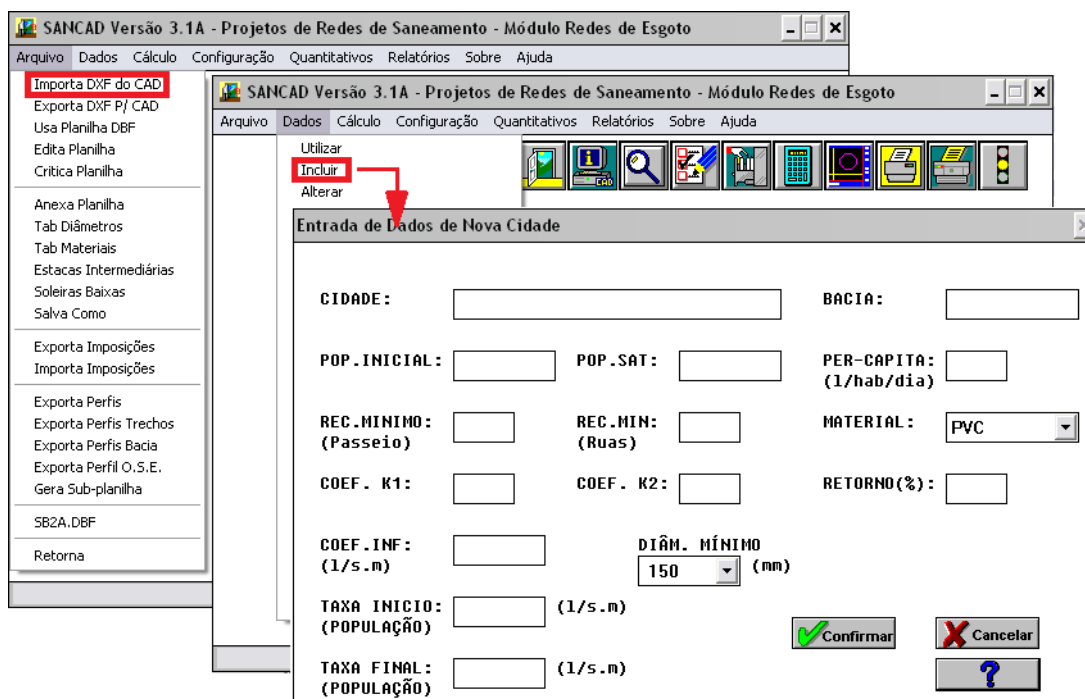 SANCAD Versão 3.1A - Projetos de Redes de Saneamento - Módulo Redes de Esgoto
Arquivo Dados Cálculo Configuração Quantitativos Relatórios Sobre Ajuda
Importa DXF do CAD
Exporta DXF P/ CAD
Usa Planilha DBF
Edita Planilha
Critica Planilha
Anexa Planilha
Tab Diâmetros
Tab Materiais
Estacas Intermediárias
Soleiras Baixas
Salva Como
Exporta Imposições
Importa Imposições
Exporta Perfis
Exporta Perfis Trechos
Exporta Perfis Bacia
Exporta Perfil O.S.E.
Gera Sub-planilha
SB2A.DBF
Retorna
SANCAD Versão 3.1A - Projetos de Redes de Saneamento - Módulo Redes de Esgoto
Arquivo Dados Cálculo Configuração Quantitativos Relatórios Sobre Ajuda
Utilizar
Incluir
Alterar
CAD
Entrada de Dados de Nova Cidade
CIDADE: BACIA:
POP.INICIAL: POP.SAT: PER-CAPITA:
(l/hab/dia)
REC.MINIMO: REC.MIN: MATERIAL: PVC
(Passeio) (Ruas)
COEF. K1: COEF. K2: RETORNO(%):
COEF.INF: DIÂM. MÍNIMO
(l/s.m) 150 (mm)
TAXA INICIO: (l/s.m)
(POPULAÇÃO)
Confirmar Cancelar
TAXA FINAL: (l/s.m)
(POPULAÇÃO)
?